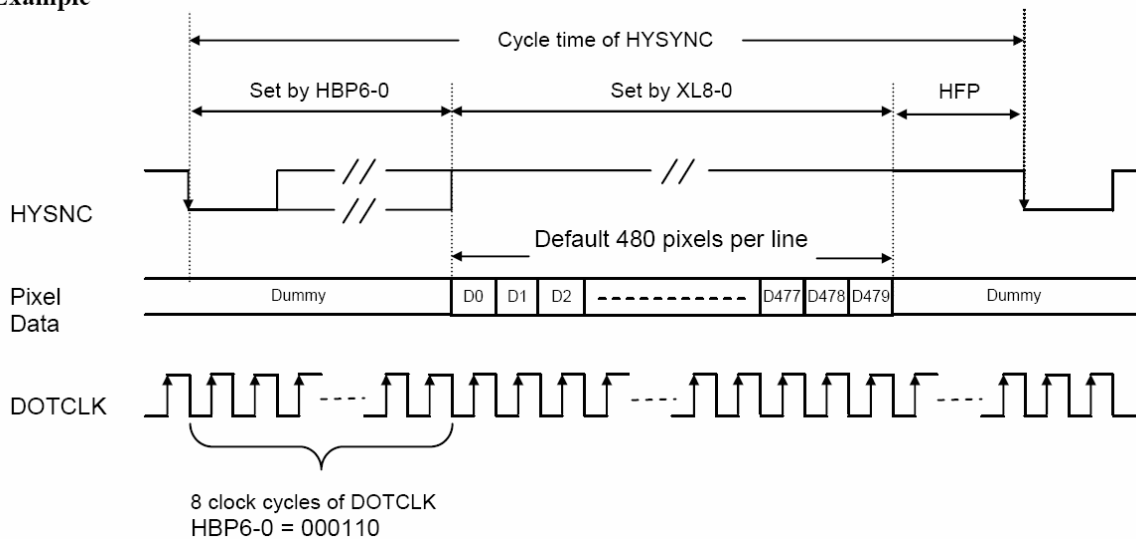 Example
Cycle time of HYSYNC
Set by HBP6-0
Set by XL8-0
HFP
HYSNC
Default 480 pixels per line
Pixel
Data
Dummy
D0
D1
D2
D477
D478
D479
Dummy
DOTCLK
8 clock cycles of DOTCLK
HBP6-0 = 000110